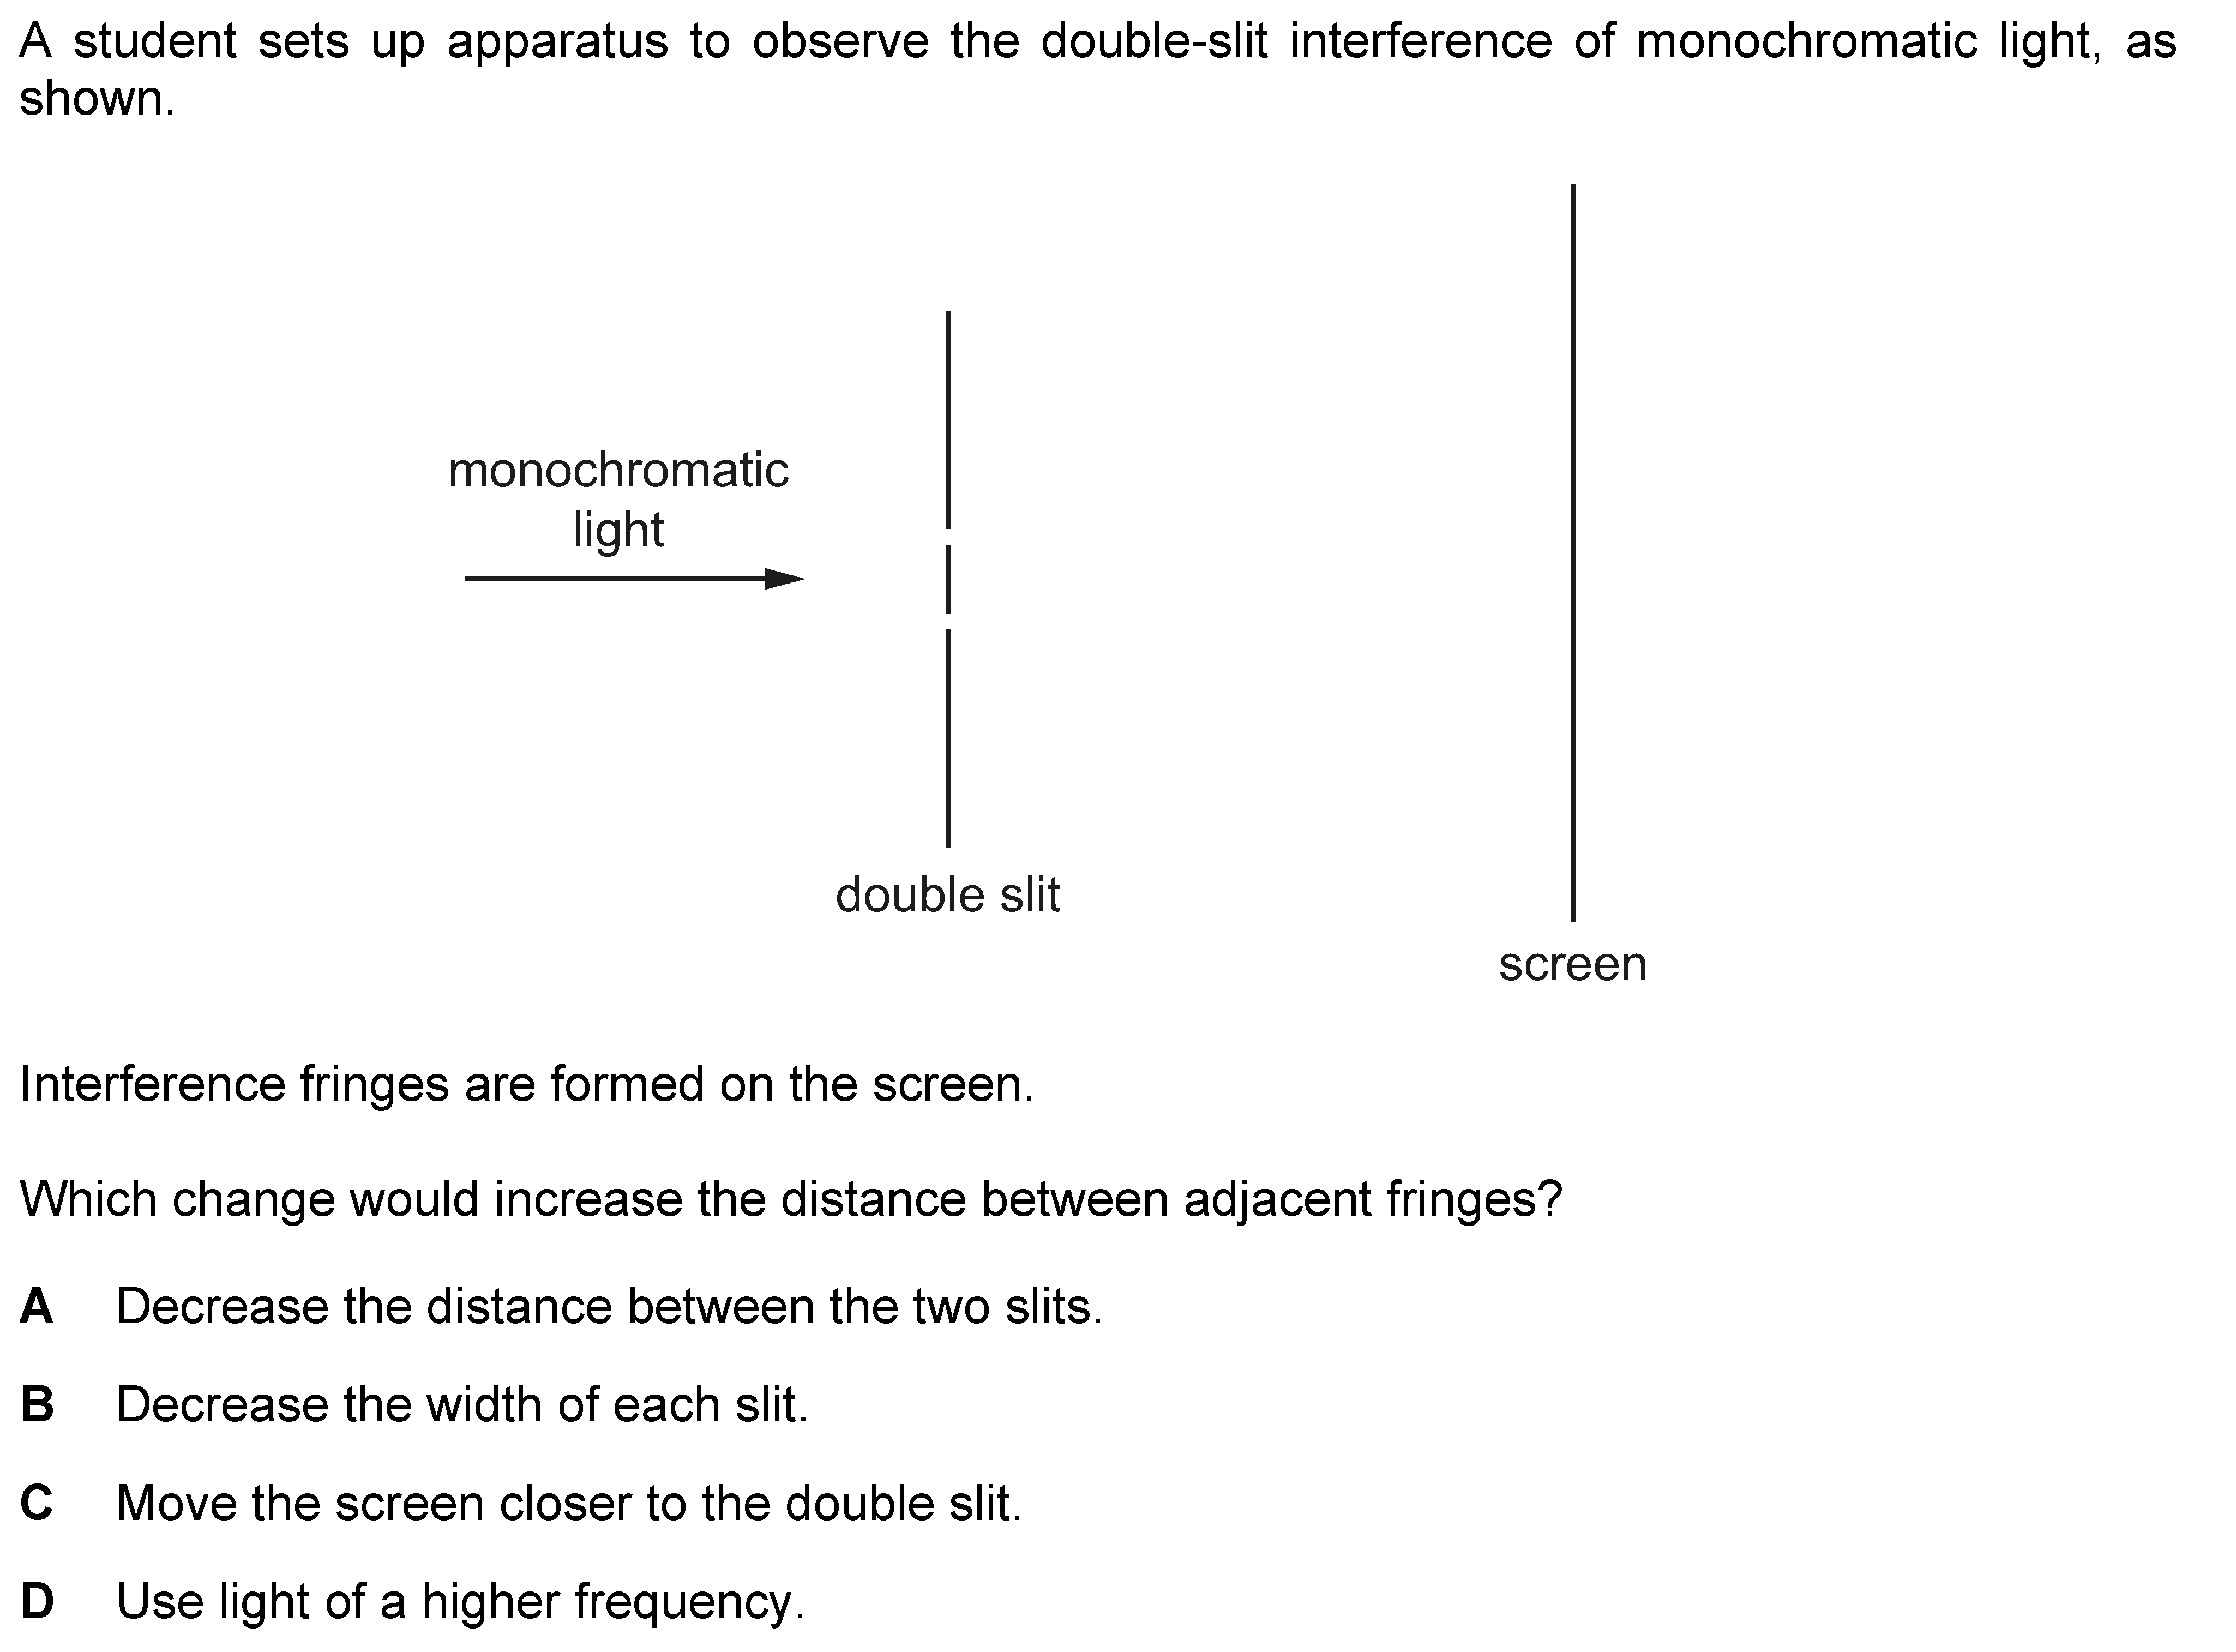 A student sets up apparatus to observe the double-slit interference of monochromatic light, as
shown.
monochromatic
light
double slit
screen
Interference fringes are formed on the screen.
Which change would increase the distance between adjacent fringes?
A Decrease the distance between the two slits.
B Decrease the width of each slit.
C Move the screen closer to the double slit.
D Use light of a higher frequency.